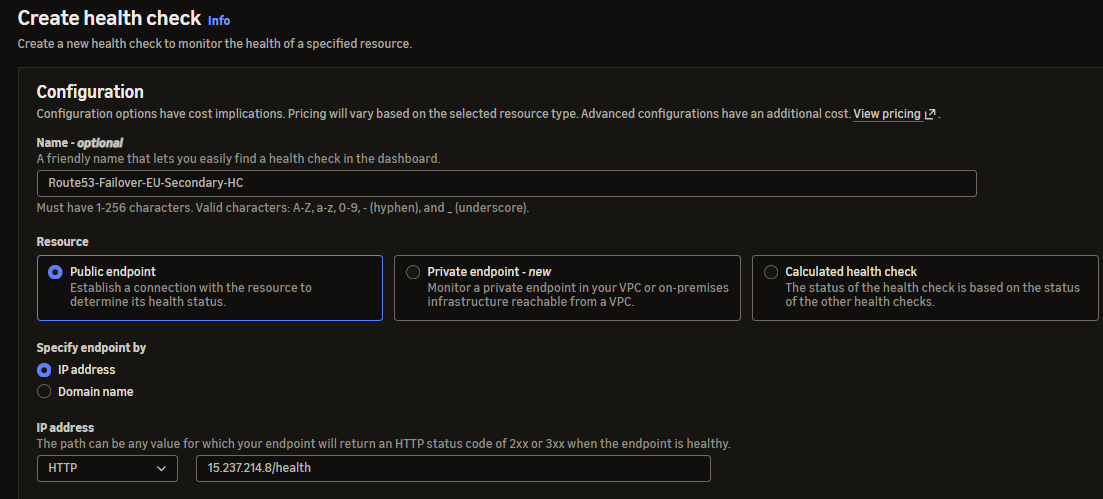 Create health check Info
Create a new health check to monitor the health of a specified resource.
Configuration
Configuration options have cost implications. Pricing will vary based on the selected resource type. Advanced configurations have an additional cost. View pricing.
Name - optional
A friendly name that lets you easily find a health check in the dashboard.
Route53-Failover-EU-Secondary-HC
Must have 1-256 characters. Valid characters: A-Z, a-z, 0-9, - (hyphen), and _ (underscore).
Resource
Public endpoint
Establish a connection with the resource to
determine its health status.
Private endpoint - new
Monitor a private endpoint in your VPC or on-premises
infrastructure reachable from a VPC.
Calculated health check
The status of the health check is based on the status
of the other health checks.
Specify endpoint by
IP address
Domain name
IP address
The path can be any value for which your endpoint will return an HTTP status code of 2xx or 3xx when the endpoint is healthy.
HTTP
15.237.214.8/health